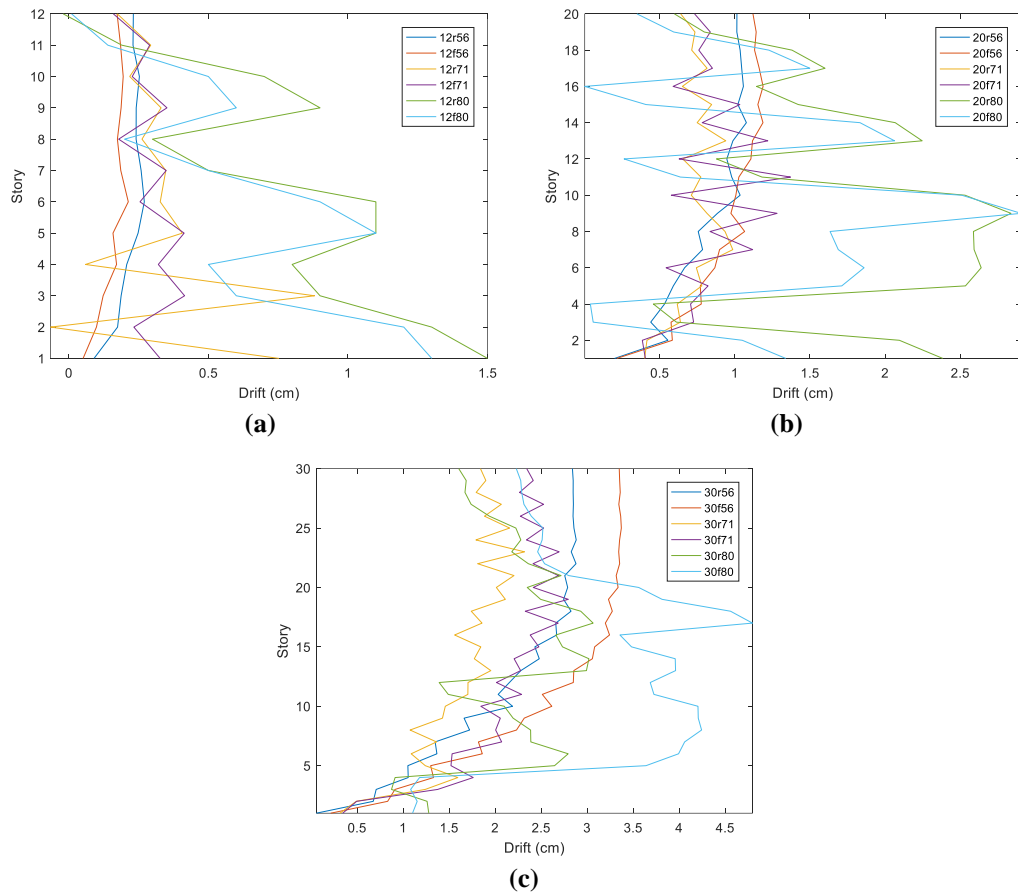 12
11
10
9
8
7
6
5
4
3
2
1
Story
0
0.5
1
1.5
Drift (cm)
12r56
12f56
12r71
12f71
12r80
12f80
(a)
20
18
16
14
12
10
8
6
4
2
Story
0.5
1
1.5
2
2.5
Drift (cm)
20r56
20f56
20r71
20f71
20r80
20f80
(b)
30
25
20
15
10
5
Story
0.5
1
1.5
2
2.5
3
3.5
4
4.5
Drift (cm)
30r56
30f56
30r71
30f71
30r80
30f80
(c)